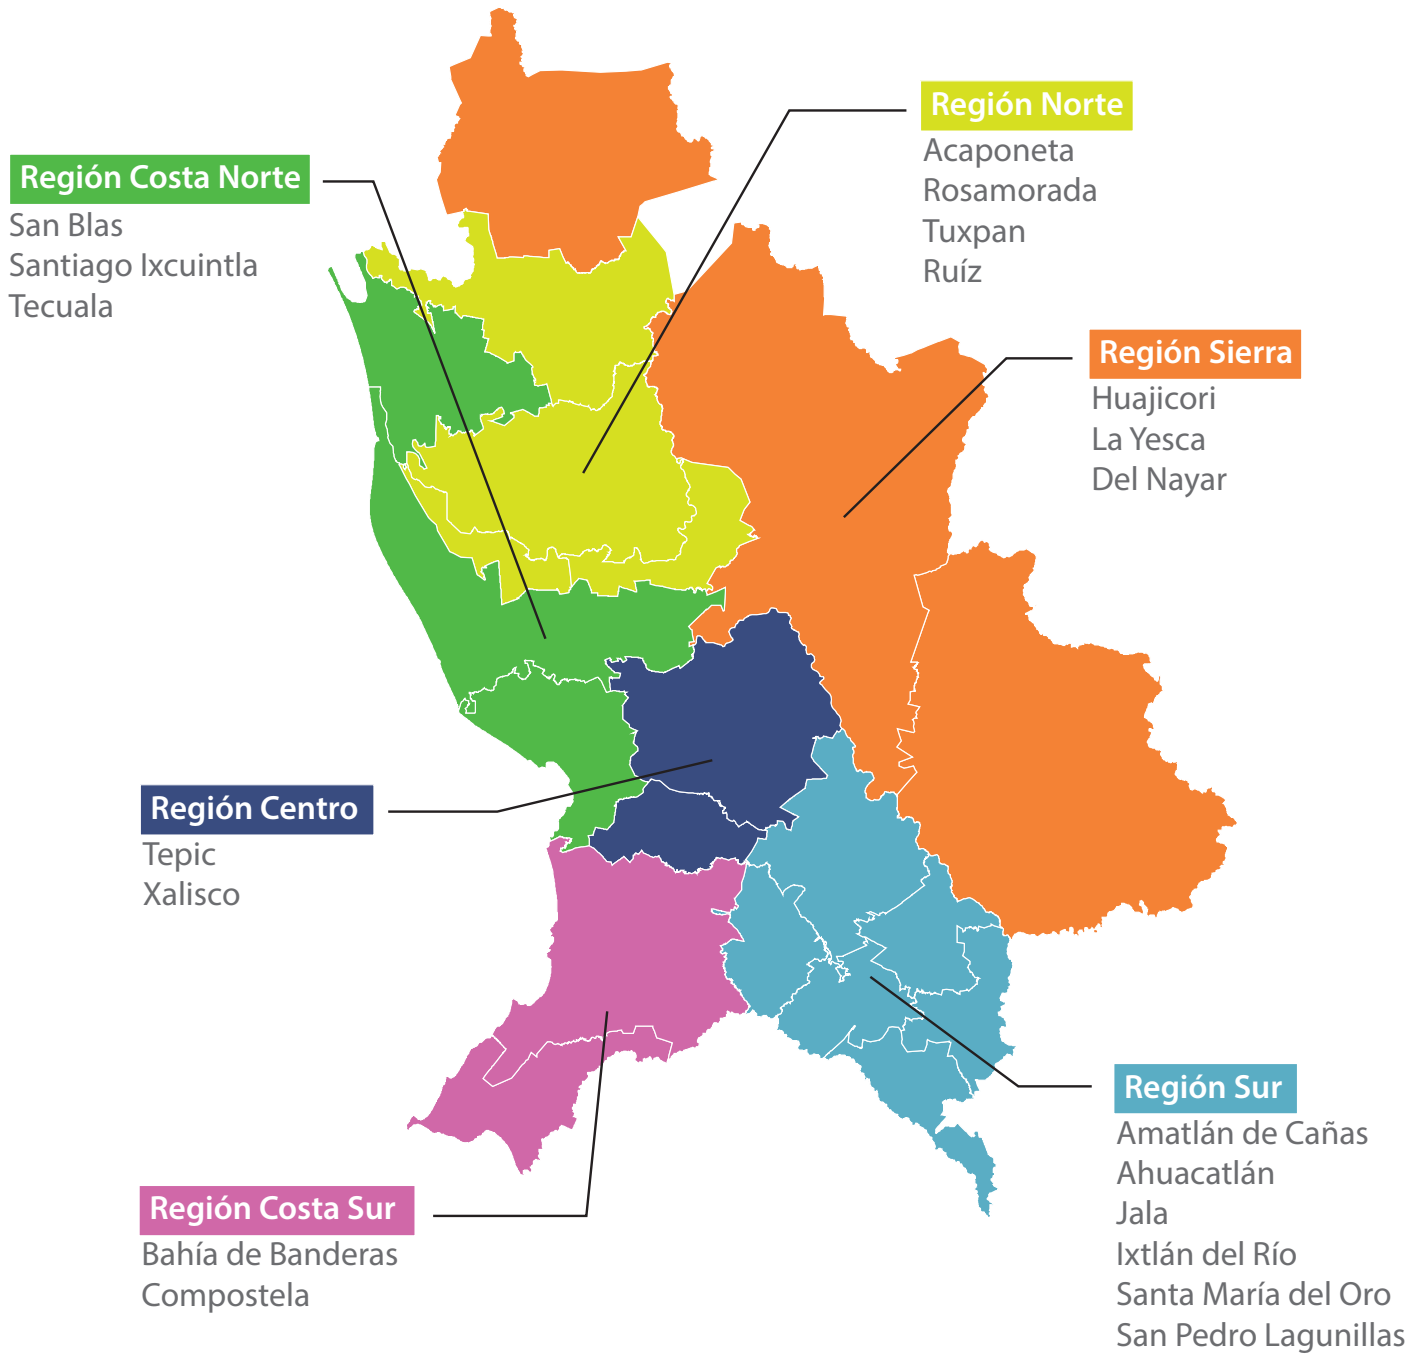 Región Norte
Acaponeta
Rosamorada
Tuxpan
Ruíz
Región Costa Norte
San Blas
Santiago Ixcuintla
Tecuala
Región Sierra
Huajicori
La Yesca
Del Nayar
Región Centro
Tepic
Xalisco
Región Sur
Amatlán de Cañas
Ahuacatlán
Jala
Ixtlán del Río
Santa María del Oro
San Pedro Lagunillas
Región Costa Sur
Bahía de Banderas
Compostela